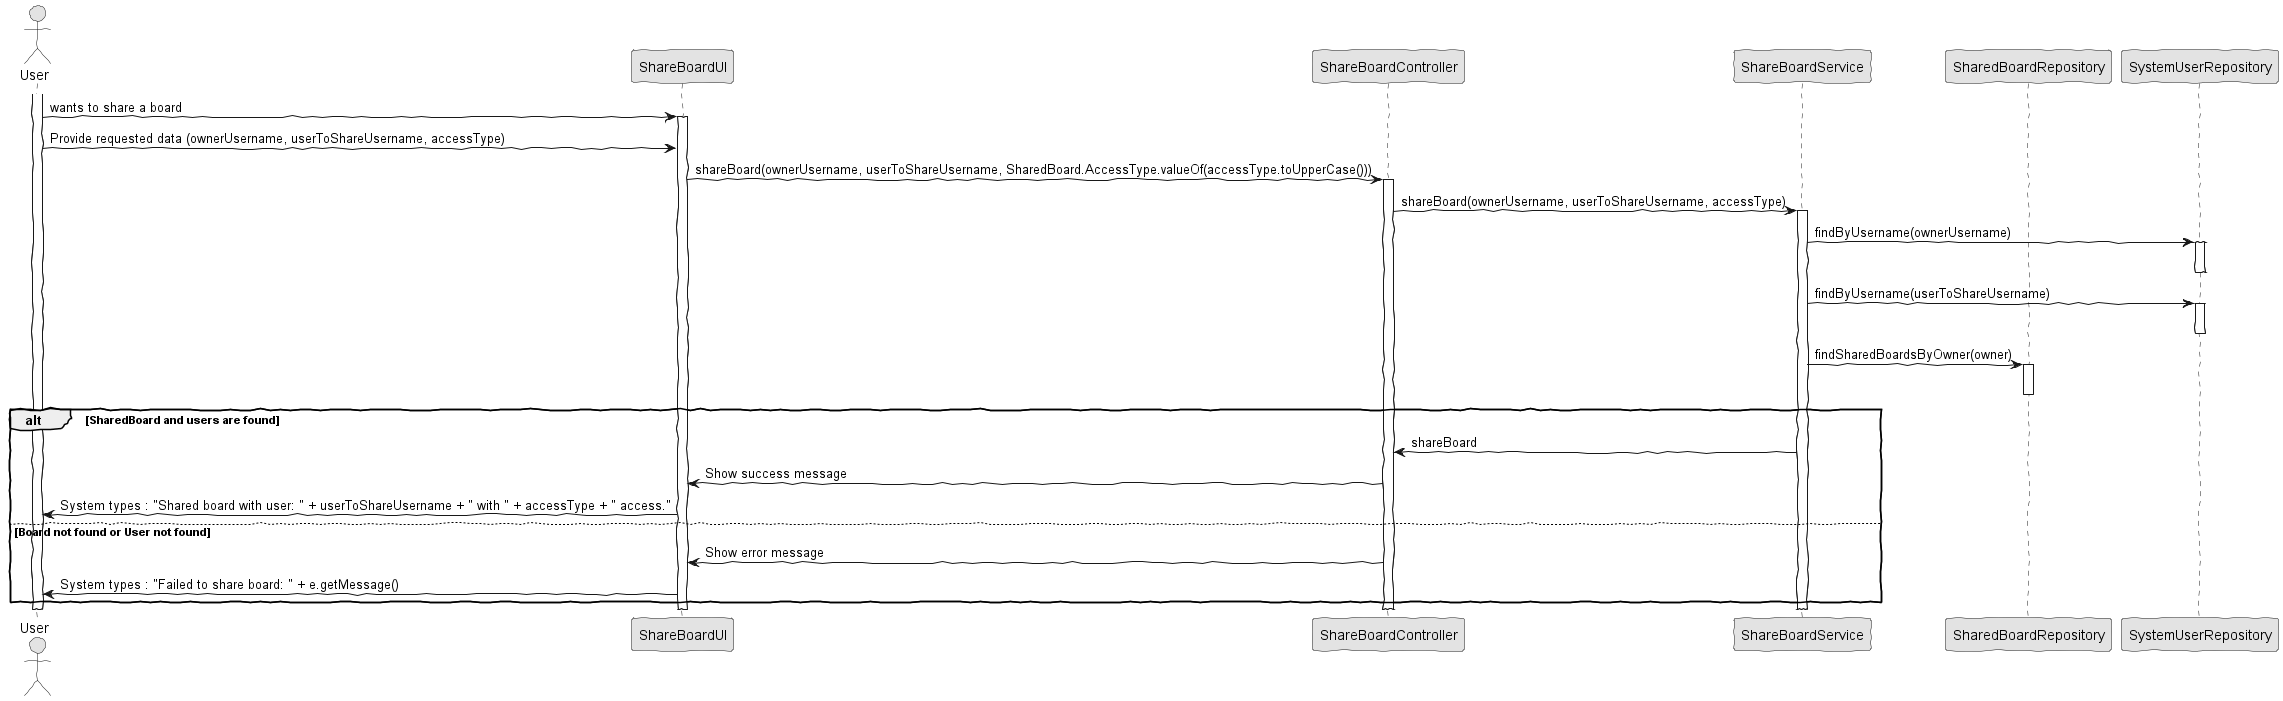 User
ShareBoardUI
ShareBoardController
ShareBoardService
SharedBoardRepository
SystemUserRepository
wants to share a board
Provide requested data (ownerUsername, userToShareUsername, accessType)
shareBoard(ownerUsername, userToShareUsername, SharedBoard.AccessType.valueOf(accessType.toUpperCase()))
shareBoard(ownerUsername, userToShareUsername, accessType)
findByUsername(ownerUsername)
findByUsername(userToShareUsername)
findSharedBoardsByOwner(owner)
alt
[SharedBoard and users are found]
shareBoard
Show success message
System types : "Shared board with user: " + userToShareUsername + " with " + accessType + " access."
[Board not found or User not found]
Show error message
System types : "Failed to share board: " + e.getMessage()
User
ShareBoardUI
ShareBoardController
ShareBoardService
SharedBoardRepository
SystemUserRepository